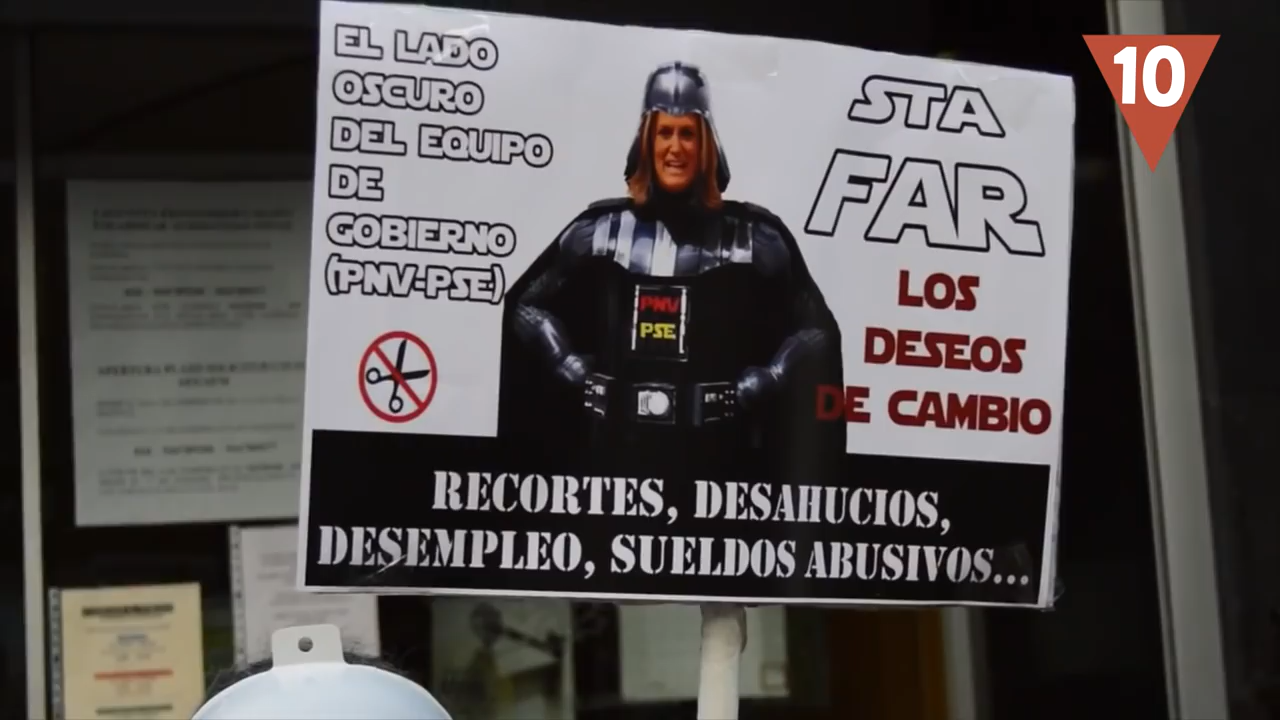 EL LADO
OSCURO
DEL EQUIPO
DE
GOBIERNO
(PNV-PSE)
STA
FAR
LOS
DESEOS
DE CAMBIO
PNV
PSE
RECORTES, DESAHUCIOS,
DESEMPLEO, SUELDOS ABUSIVOS...
10